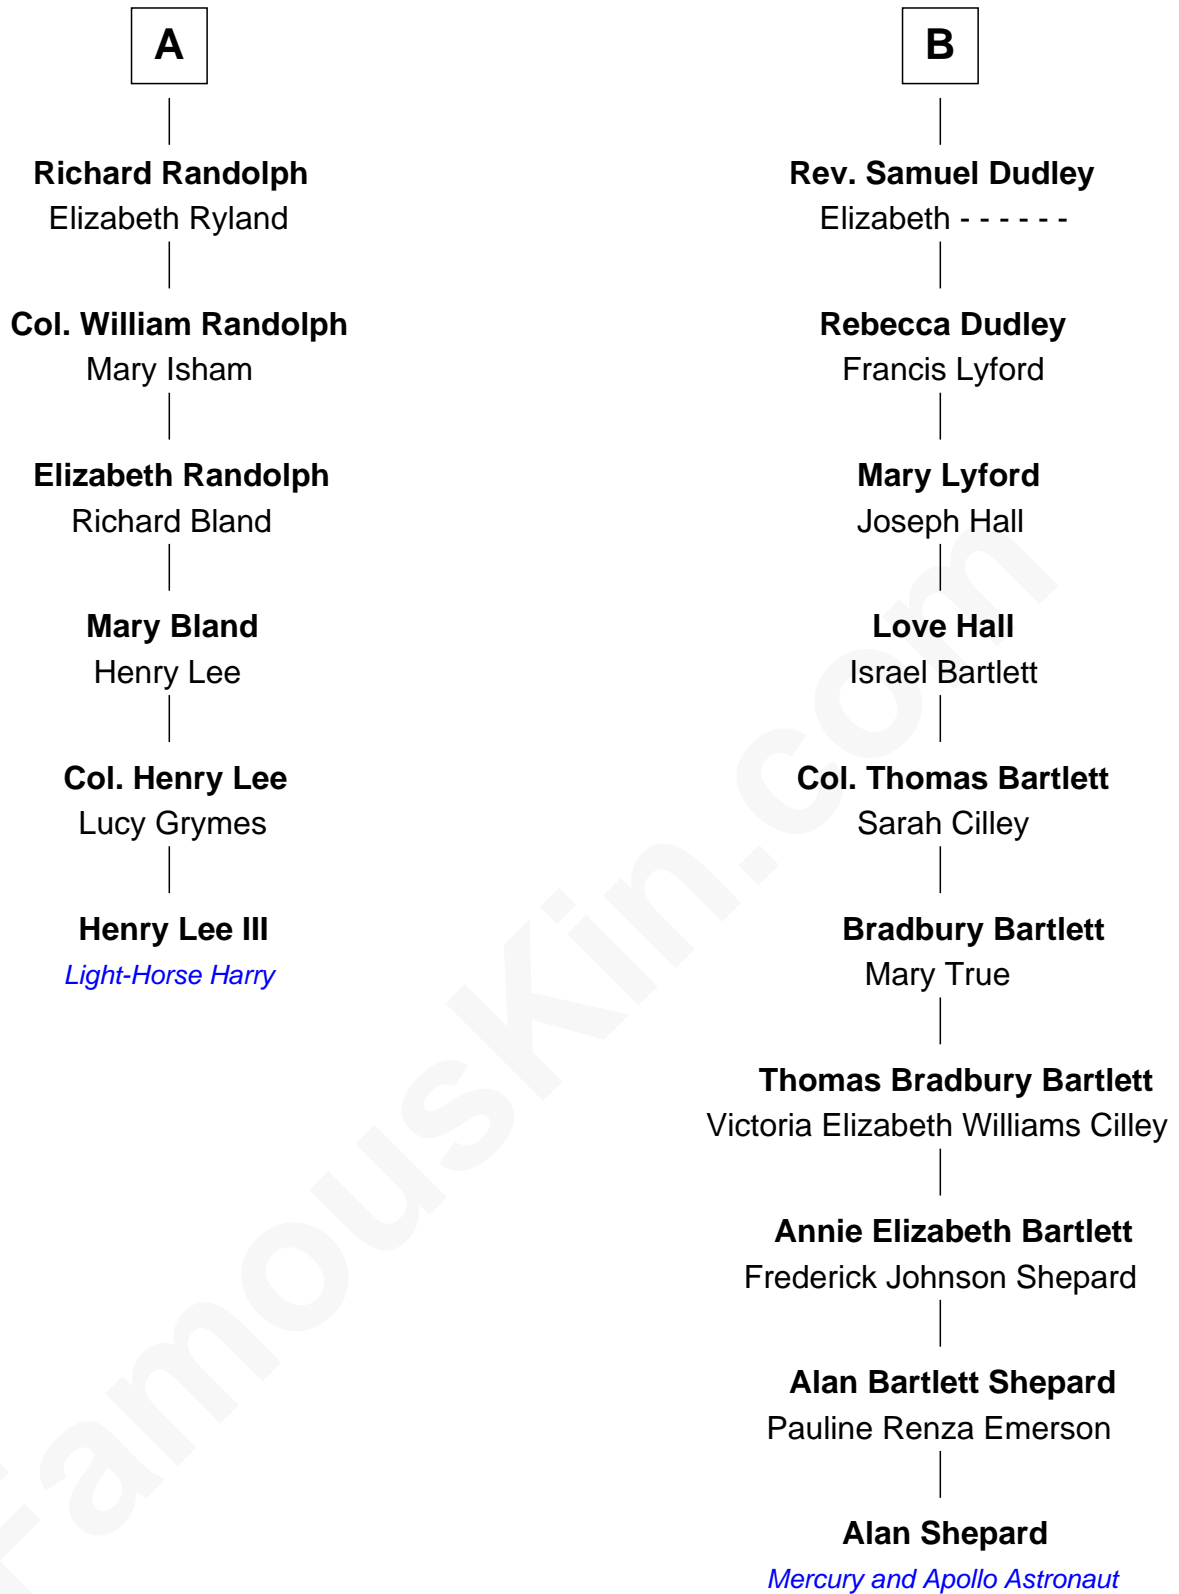 A
Richard Randolph
Elizabeth Ryland
Col. William Randolph
Mary Isham
Elizabeth Randolph
Richard Bland
Mary Bland
Henry Lee
Col. Henry Lee
Lucy Grymes
Henry Lee III
Light-Horse Harry
B
Rev. Samuel Dudley
Elizabeth - - - - - -
Rebecca Dudley
Francis Lyford
Mary Lyford
Joseph Hall
Love Hall
Israel Bartlett
Col. Thomas Bartlett
Sarah Cilley
Bradbury Bartlett
Mary True
Thomas Bradbury Bartlett
Victoria Elizabeth Williams Cilley
Annie Elizabeth Bartlett
Frederick Johnson Shepard
Alan Bartlett Shepard
Pauline Renza Emerson
Alan Shepard
Mercury and Apollo Astronaut
FamousKin.com